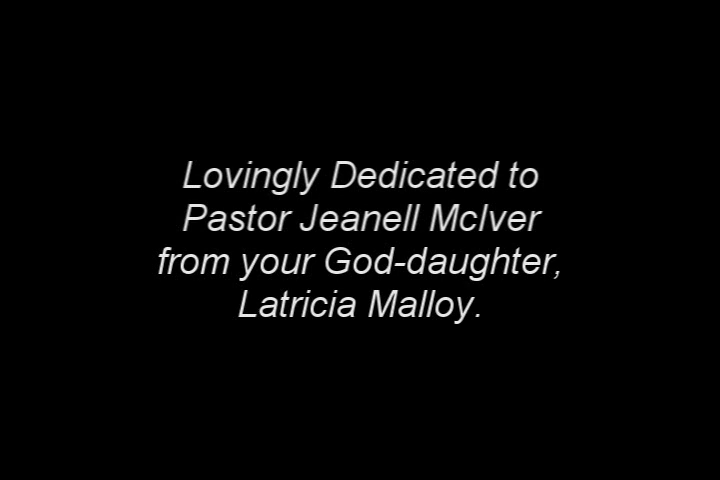 Lovingly Dedicated to
Pastor Jeanell McIver
from your God-daughter,
Latricia Malloy.